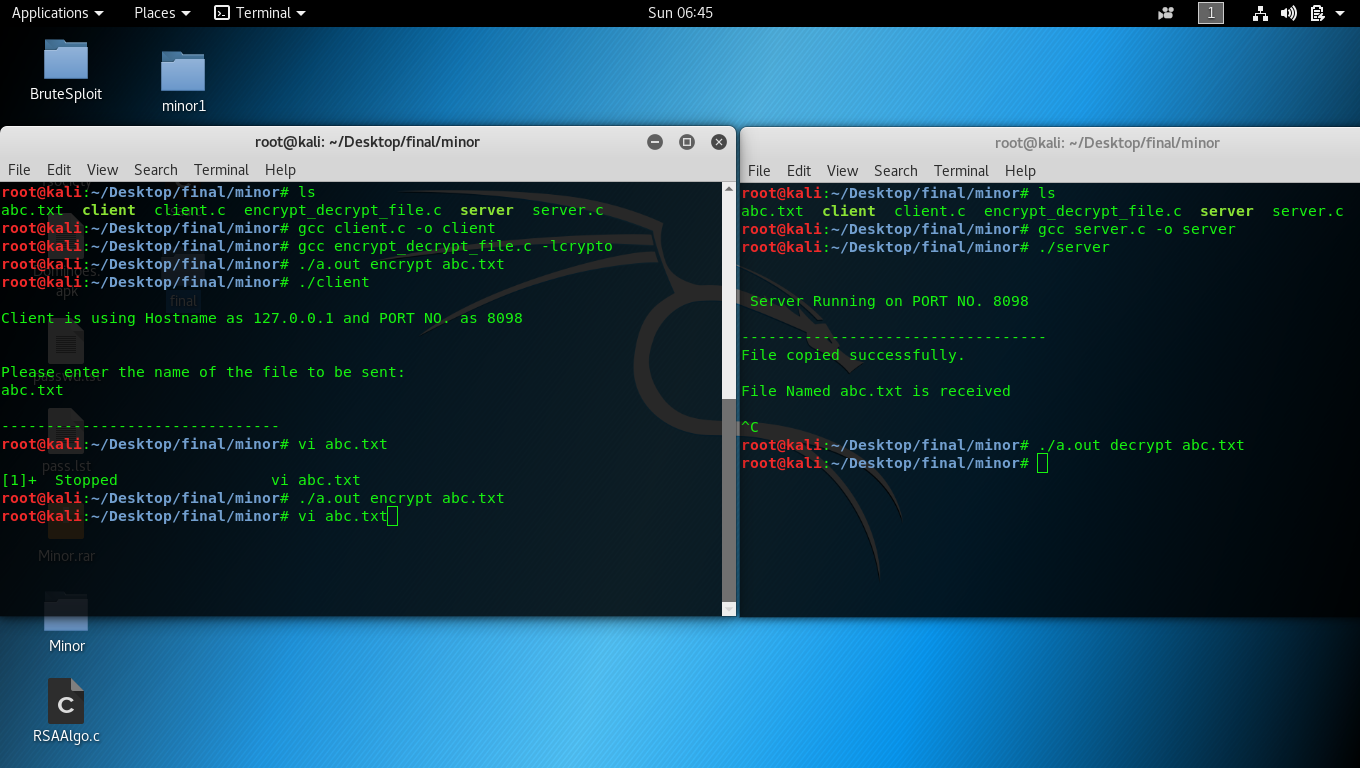 Applications Places Terminal Sun 06:45 1
BruteSploit
minor1
root@kali: ~/Desktop/final/minor
File Edit View Search Terminal Help
root@kali:~/Desktop/final/minor# ls
abc.txt client client.c encrypt_decrypt_file.c server server.c
root@kali:~/Desktop/final/minor# gcc client.c -o client
root@kali:~/Desktop/final/minor# gcc encrypt_decrypt_file.c -lcrypto
root@kali:~/Desktop/final/minor# ./a.out encrypt abc.txt
root@kali:~/Desktop/final/minor# ./client
Client is using Hostname as 127.0.0.1 and PORT NO. as 8098
Please enter the name of the file to be sent:
abc.txt
-------------------------------
root@kali:~/Desktop/final/minor# vi abc.txt
[1]+ Stopped vi abc.txt
root@kali:~/Desktop/final/minor# ./a.out encrypt abc.txt
root@kali:~/Desktop/final/minor# vi abc.txt
apk
final
pass.lst
Minor.rar
root@kali: ~/Desktop/final/minor
File Edit View Search Terminal Help
root@kali:~/Desktop/final/minor# ls
abc.txt client client.c encrypt_decrypt_file.c server server.c
root@kali:~/Desktop/final/minor# gcc server.c -o server
root@kali:~/Desktop/final/minor# ./server
Server Running on PORT NO. 8098
----------------------------------
File copied successfully.
File Named abc.txt is received
^C
root@kali:~/Desktop/final/minor# ./a.out decrypt abc.txt
root@kali:~/Desktop/final/minor#
Minor
C
RSAAlgo.c